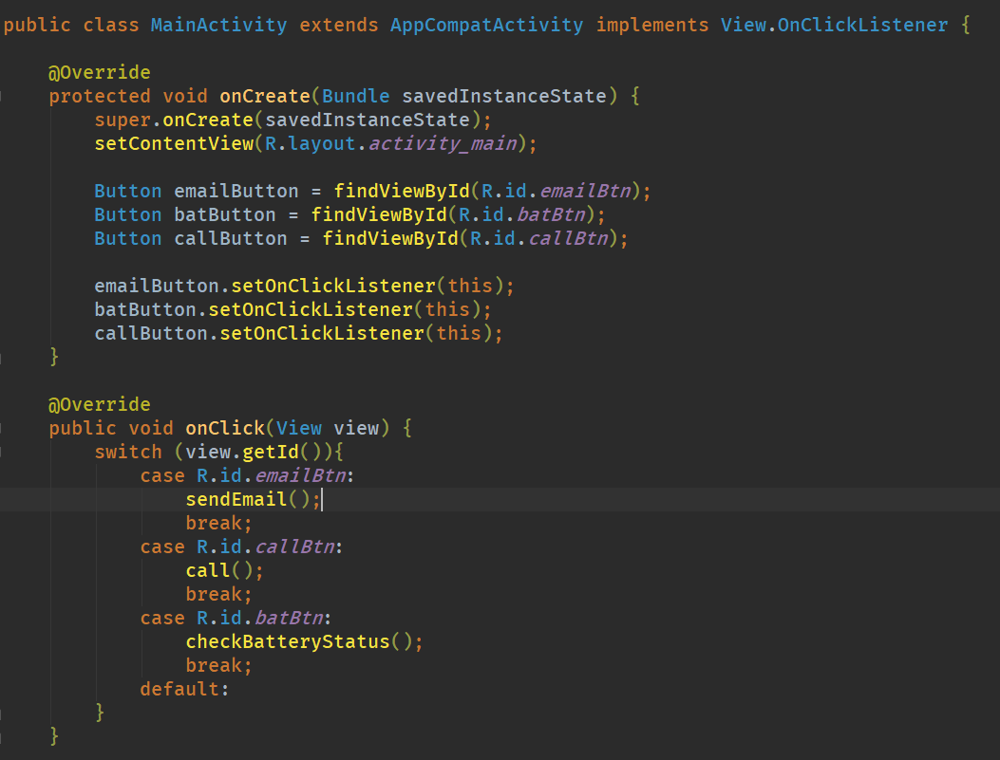 public class MainActivity extends AppCompatActivity implements View.OnClickListener {
@Override
protected void onCreate(Bundle savedInstanceState) {
super.onCreate(savedInstanceState);
setContentView(R.layout.activity_main);
Button emailButton = findViewById(R.id.emailBtn);
Button batButton = findViewById(R.id.batBtn);
Button callButton = findViewById(R.id.callBtn);
emailButton.setOnClickListener(this);
batButton.setOnClickListener(this);
callButton.setOnClickListener(this);
}
@Override
public void onClick(View view) {
switch (view.getId()){
case R.id.emailBtn:
sendEmail();
break;
case R.id.callBtn:
call();
break;
case R.id.batBtn:
checkBatteryStatus();
break;
default:
}
}